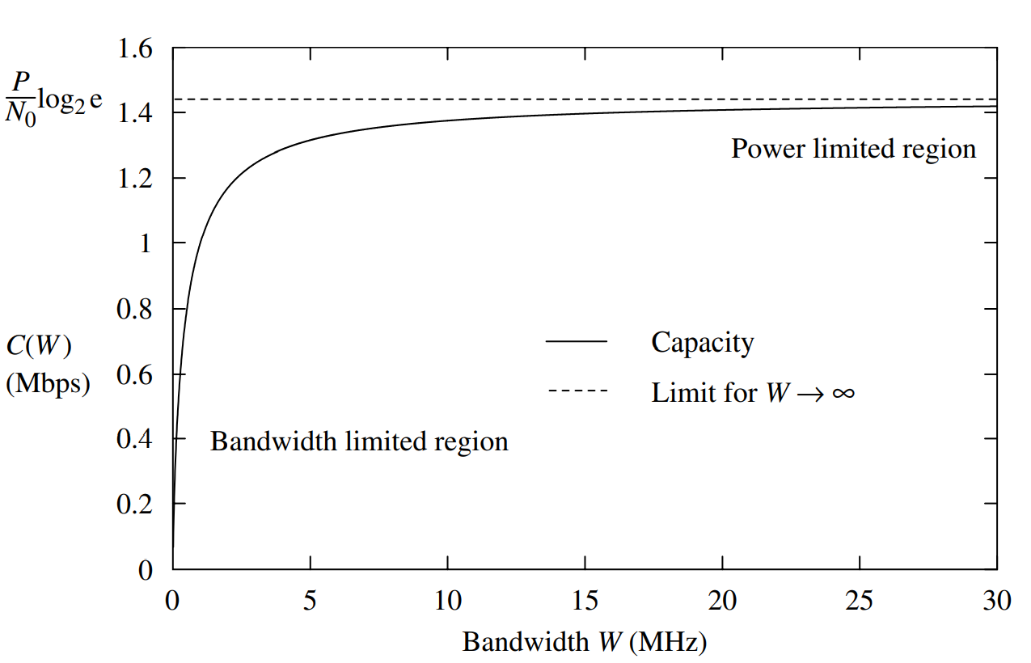 1.6
P/N₀ log₂ e
1.4
1.2
1
0.8
0.6
0.4
0.2
0
C(W)
(Mbps)
Power limited region
Capacity
Limit for W → ∞
Bandwidth limited region
0 5 10 15 20 25 30
Bandwidth W (MHz)